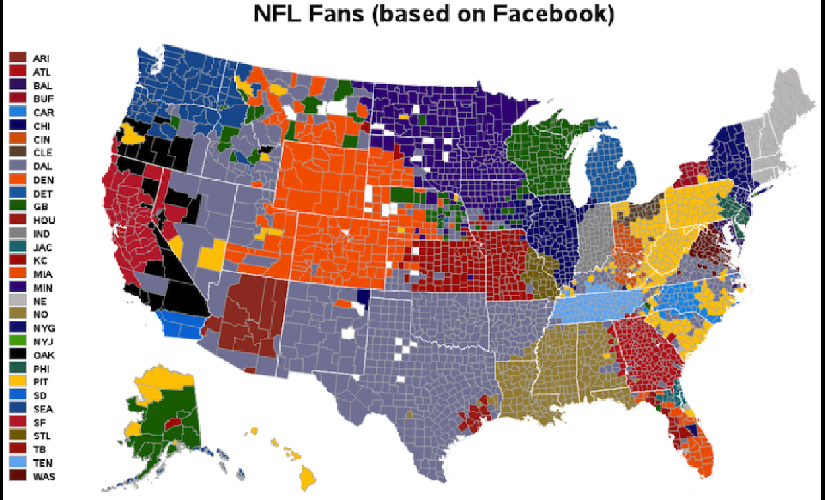 NFL Fans (based on Facebook)
ARI
ATL
BAL
BUF
CAR
CHI
CIN
CLE
DAL
DEN
DET
GB
HOU
IND
JAC
KC
MIA
MIN
NE
NO
NYG
NYJ
OAK
PHI
PIT
SD
SEA
SF
STL
TB
TEN
WAS